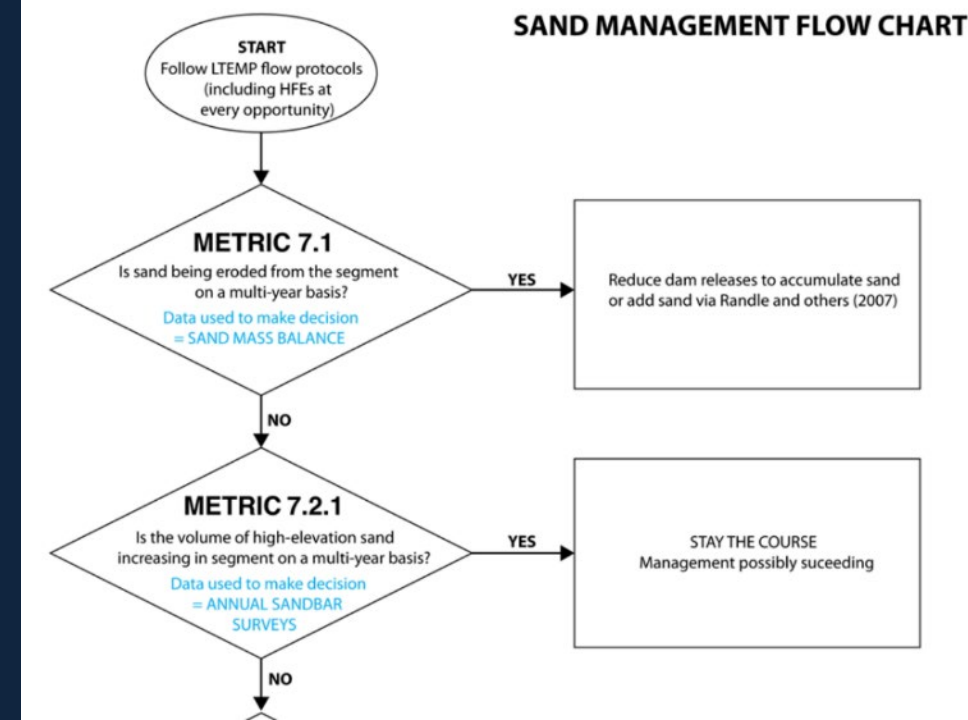 SAND MANAGEMENT FLOW CHART
START
Follow LTEMP flow protocols
(including HFEs at
every opportunity)
METRIC 7.1
Is sand being eroded from the segment
on a multi-year basis?
Data used to make decision
= SAND MASS BALANCE
YES
Reduce dam releases to accumulate sand
or add sand via Randle and others (2007)
NO
METRIC 7.2.1
Is the volume of high-elevation sand
increasing in segment on a multi-year basis?
Data used to make decision
= ANNUAL SANDBAR
SURVEYS
YES
STAY THE COURSE
Management possibly suceeding
NO